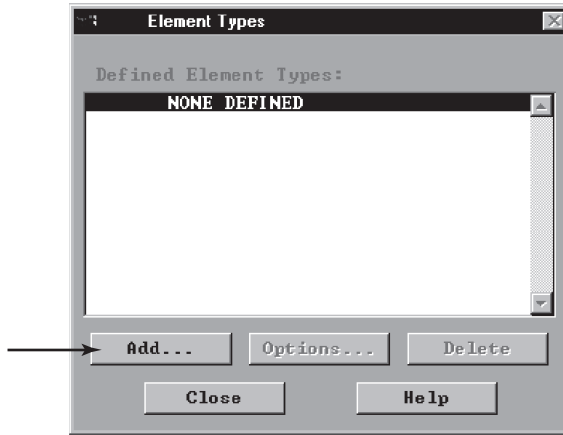 Element Types
Defined Element Types:
NONE DEFINED
Add... Options... Delete
Close Help